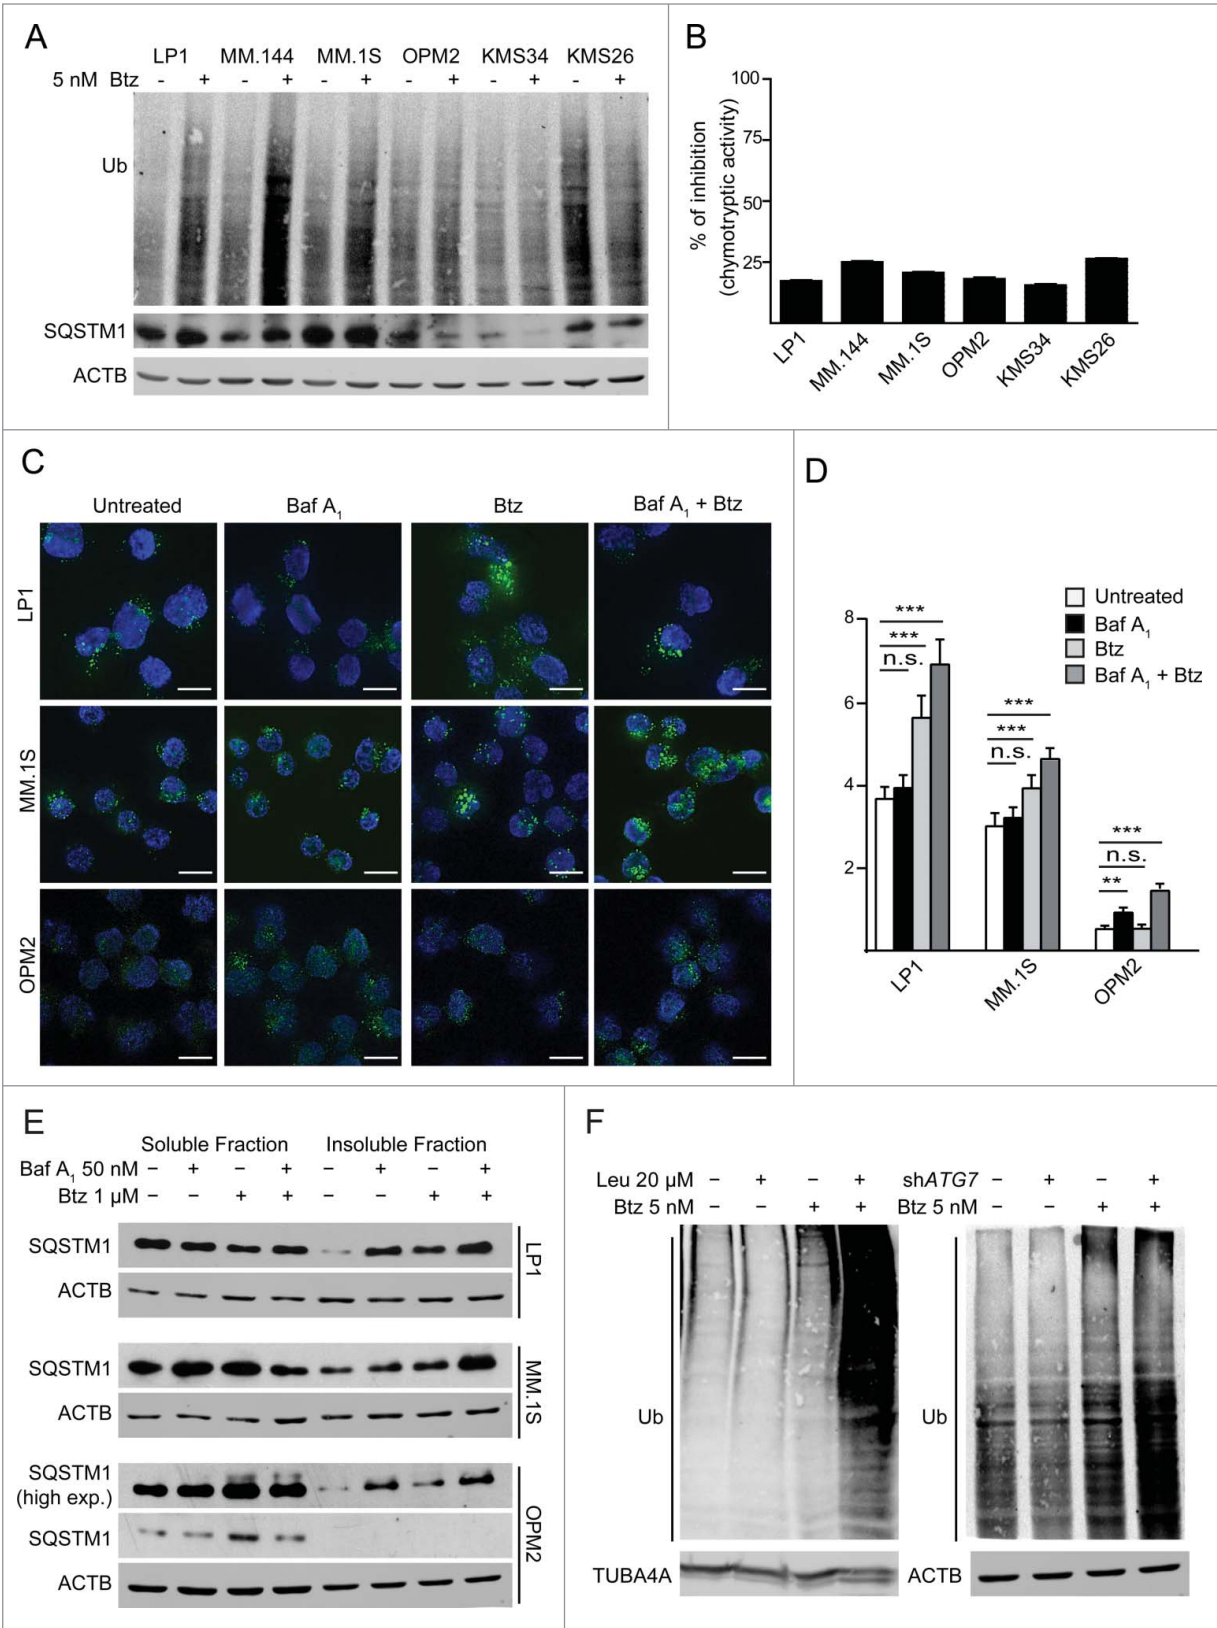 A
LP1 MM.144 MM.1S OPM2 KMS34 KMS26
5 nM Btz - + - + - + - + - + - +
Ub
SQSTM1
ACTB
B
% of inhibition
(chymotryptic activity)
100
75
50
25
LP1
MM.144
MM.1S
OPM2
KMS34
KMS26
C
Untreated Baf A1 Btz Baf A1 + Btz
LP1
MM.1S
OPM2
D
Untreated
Baf A1
Btz
Baf A1 + Btz
8
6
4
2
***
***
n.s.
***
***
n.s.
***
n.s.
**
LP1
MM.1S
OPM2
E
Soluble Fraction Insoluble Fraction
Baf A1 50 nM – + – + – + – +
Btz 1 µM – – + + – – + +
SQSTM1
ACTB
LP1
SQSTM1
ACTB
MM.1S
SQSTM1
(high exp.)
SQSTM1
ACTB
OPM2
F
Leu 20 µM – + – +
Btz 5 nM – – + +
Ub
TUBA4A
shATG7 – + – +
Btz 5 nM – – + +
Ub
ACTB